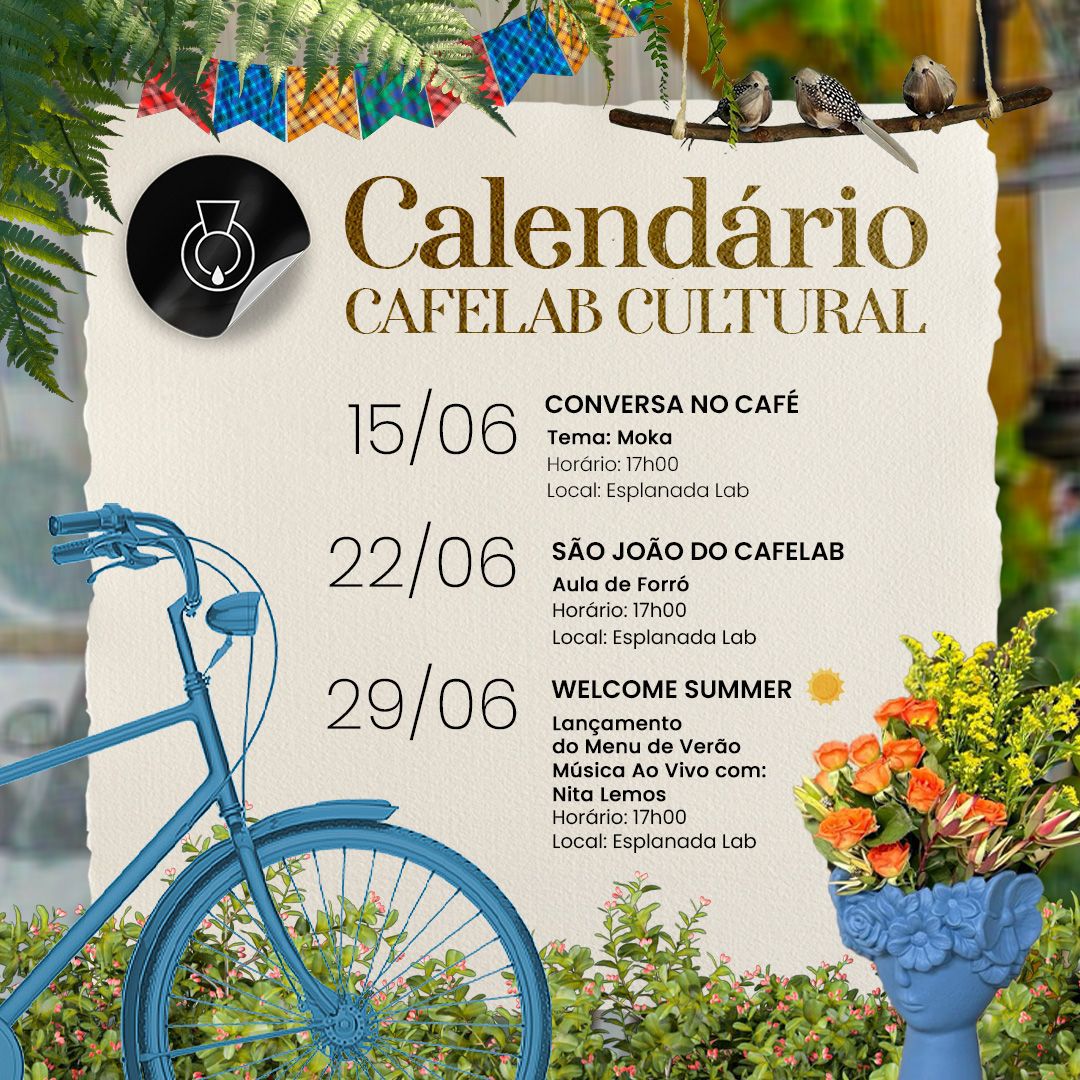 Calendário
CAFELAB CULTURAL
15/06
CONVERSA NO CAFÉ
Tema: Moka
Horário: 17h00
Local: Esplanada Lab
22/06
SÃO JOÃO DO CAFELAB
Aula de Forró
Horário: 17h00
Local: Esplanada Lab
29/06
WELCOME SUMMER
Lançamento
do Menu de Verão
Música Ao Vivo com:
Nita Lemos
Horário: 17h00
Local: Esplanada Lab